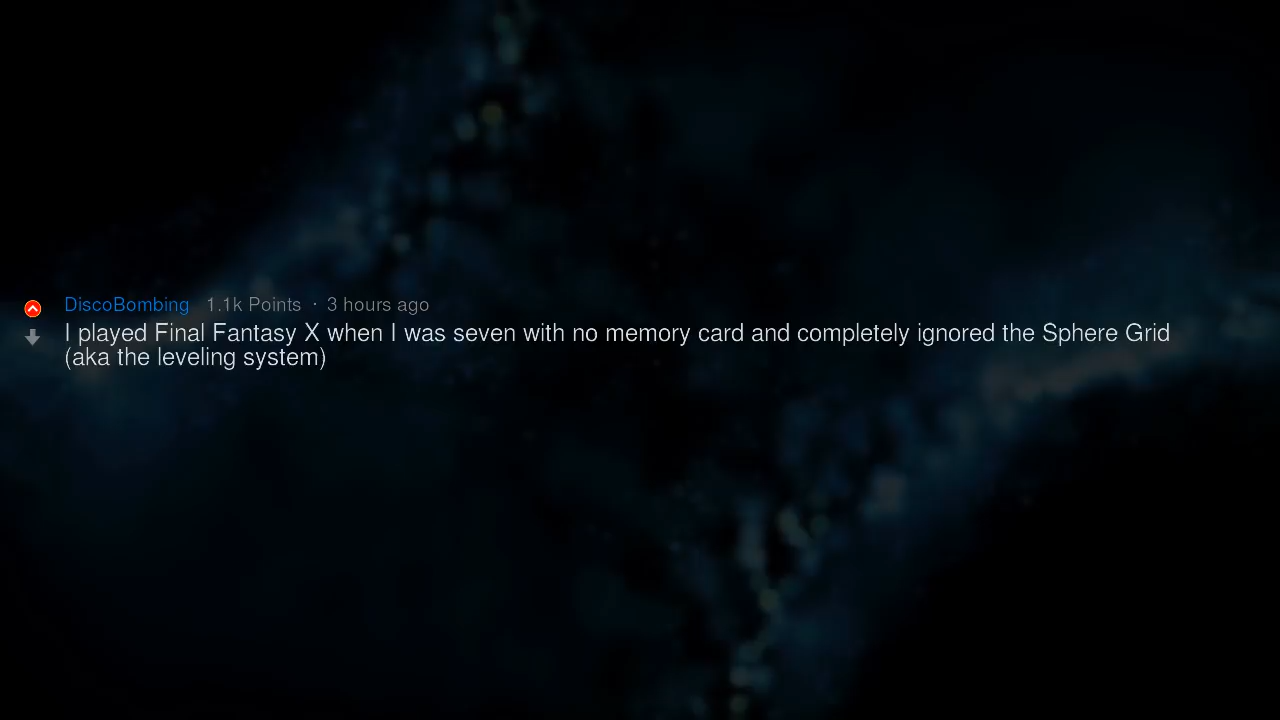 DiscoBombing 1.1k Points · 3 hours ago
I played Final Fantasy X when I was seven with no memory card and completely ignored the Sphere Grid
(aka the leveling system)